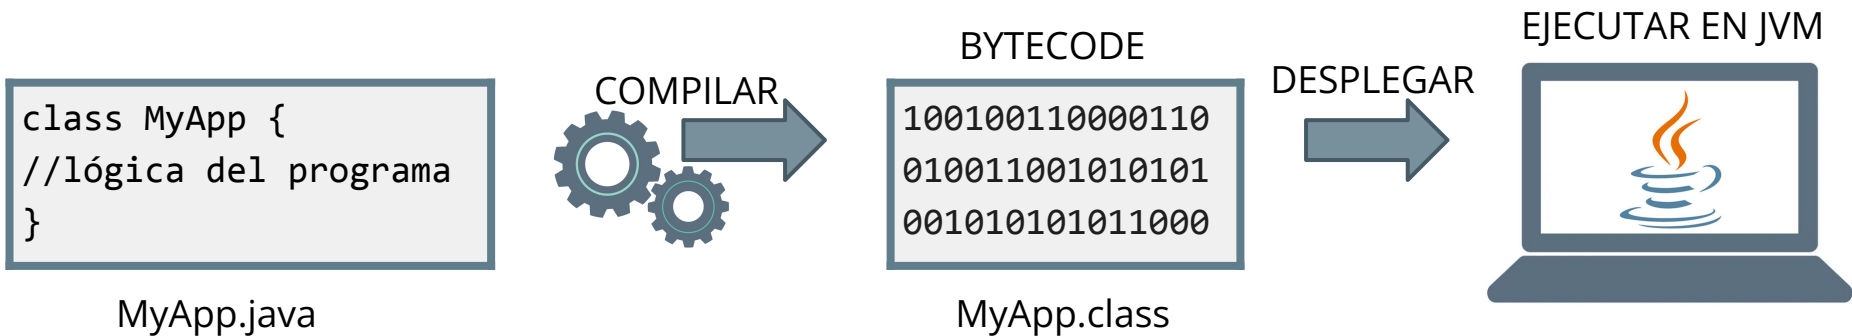 class MyApp {
//lógica del programa
}
MyApp.java
COMPILAR
BYTECODE
100100110000110
010011001010101
001010101011000
MyApp.class
DESPLEGAR
EJECUTAR EN JVM